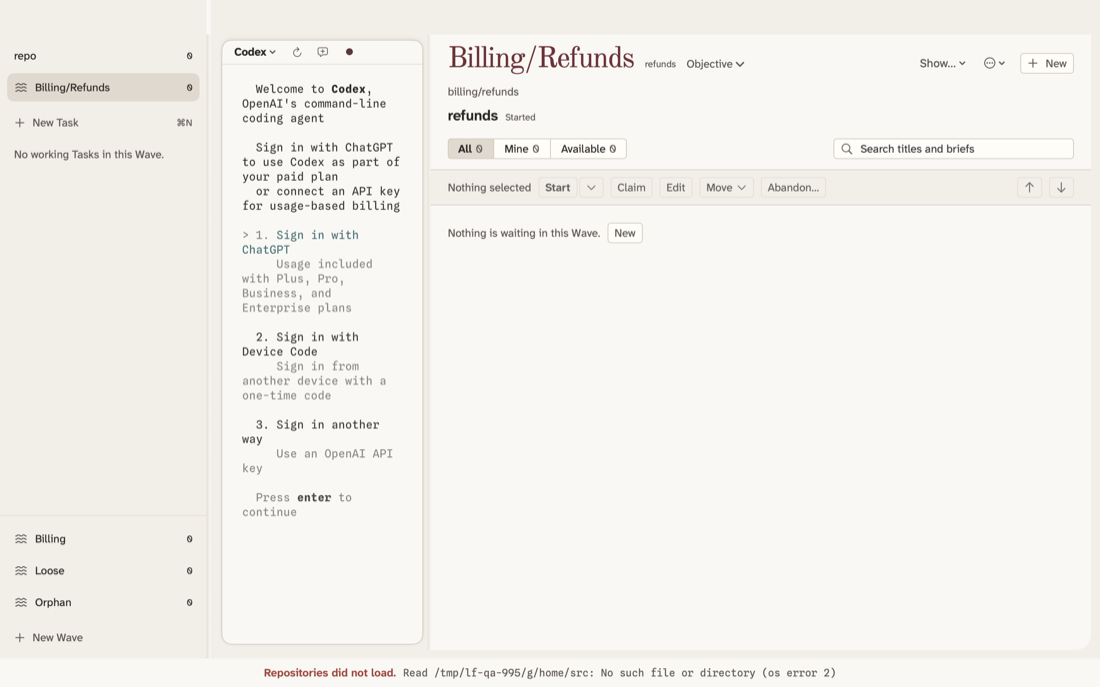 repo 0
Billing/Refunds 0
+ New Task ⌘N
No working Tasks in this Wave.
Billing 0
Loose 0
Orphan 0
+ New Wave
Codex
Welcome to Codex,
OpenAI's command-line
coding agent
Sign in with ChatGPT
to use Codex as part of
your paid plan
or connect an API key
for usage-based billing
> 1. Sign in with
ChatGPT
Usage included
with Plus, Pro,
Business, and
Enterprise plans
2. Sign in with
Device Code
Sign in from
another device with a
one-time code
3. Sign in another
way
Use an OpenAI API
key
Press enter to
continue
Billing/Refunds refunds Objective
Show... + New
billing/refunds
refunds Started
All 0 Mine 0 Available 0
Search titles and briefs
Nothing selected Start Claim Edit Move Abandon...
Nothing is waiting in this Wave. New
Repositories did not load. Read /tmp/lf-qa-995/g/home/src: No such file or directory (os error 2)